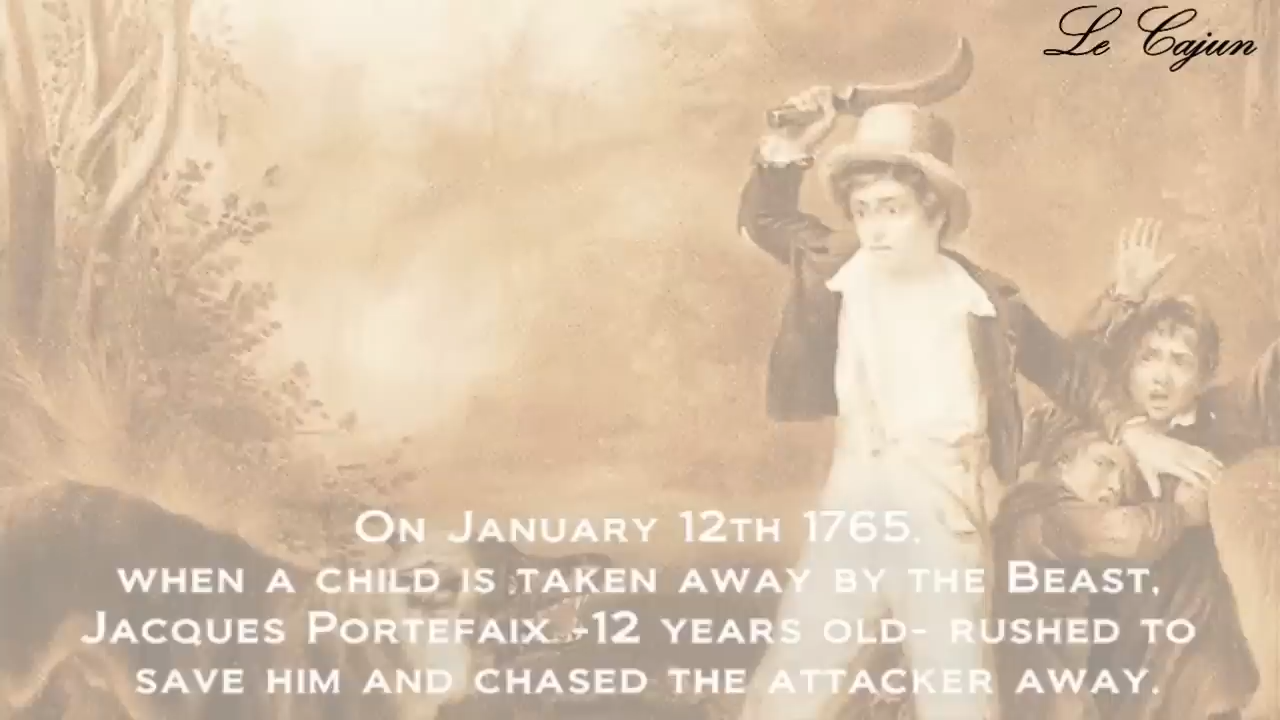 Le Cajun
On January 12th 1765,
when a child is taken away by the Beast,
Jacques Portefaix -12 years old- rushed to
save him and chased the attacker away.